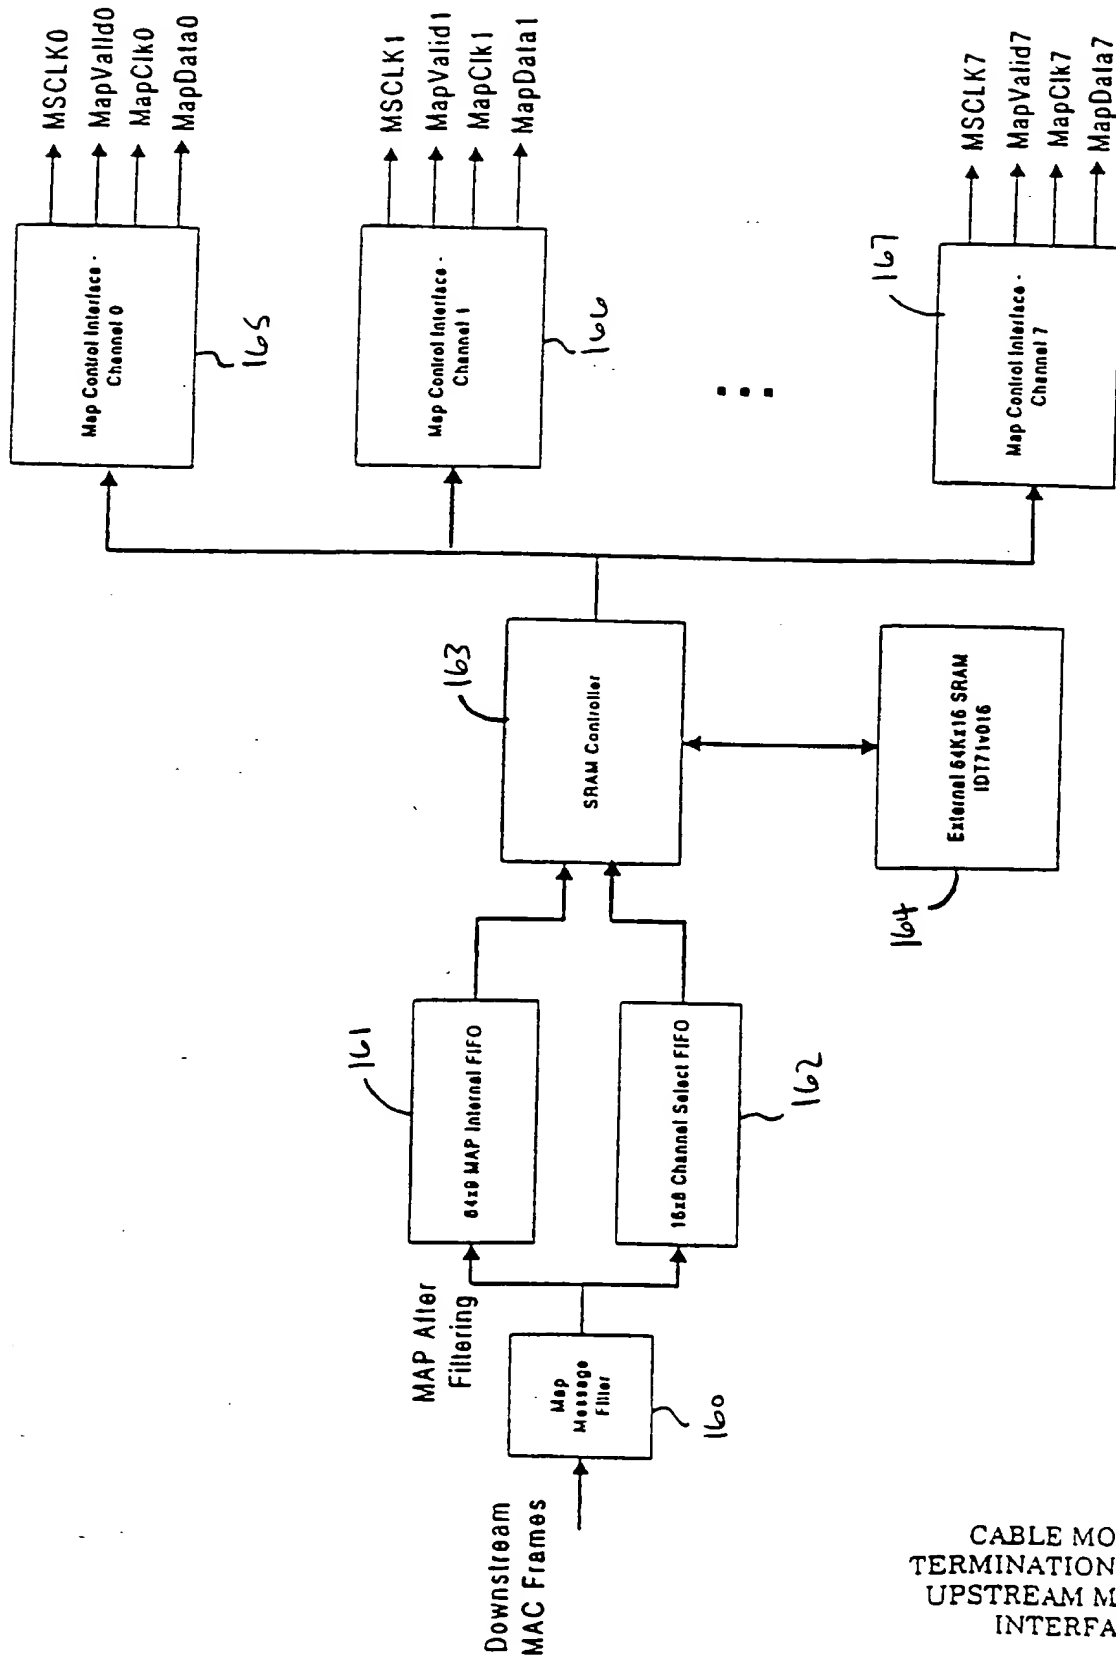 Downstream
MAC Frames
Map
Message
Filter
160
MAP After
Filtering
64x9 MAP Internal FIFO
161
16x8 Channel Select FIFO
162
SRAM Controller
163
External 64Kx16 SRAM
IDT71v016
164
Map Control Interface -
Channel 0
165
MSCLK0
MapValid0
MapClk0
MapData0
Map Control Interface -
Channel 1
166
MSCLK1
MapValid1
MapClk1
MapData1
...
Map Control Interface -
Channel 7
167
MSCLK7
MapValid7
MapClk7
MapData7
CABLE MO
TERMINATION
UPSTREAM M
INTERFA